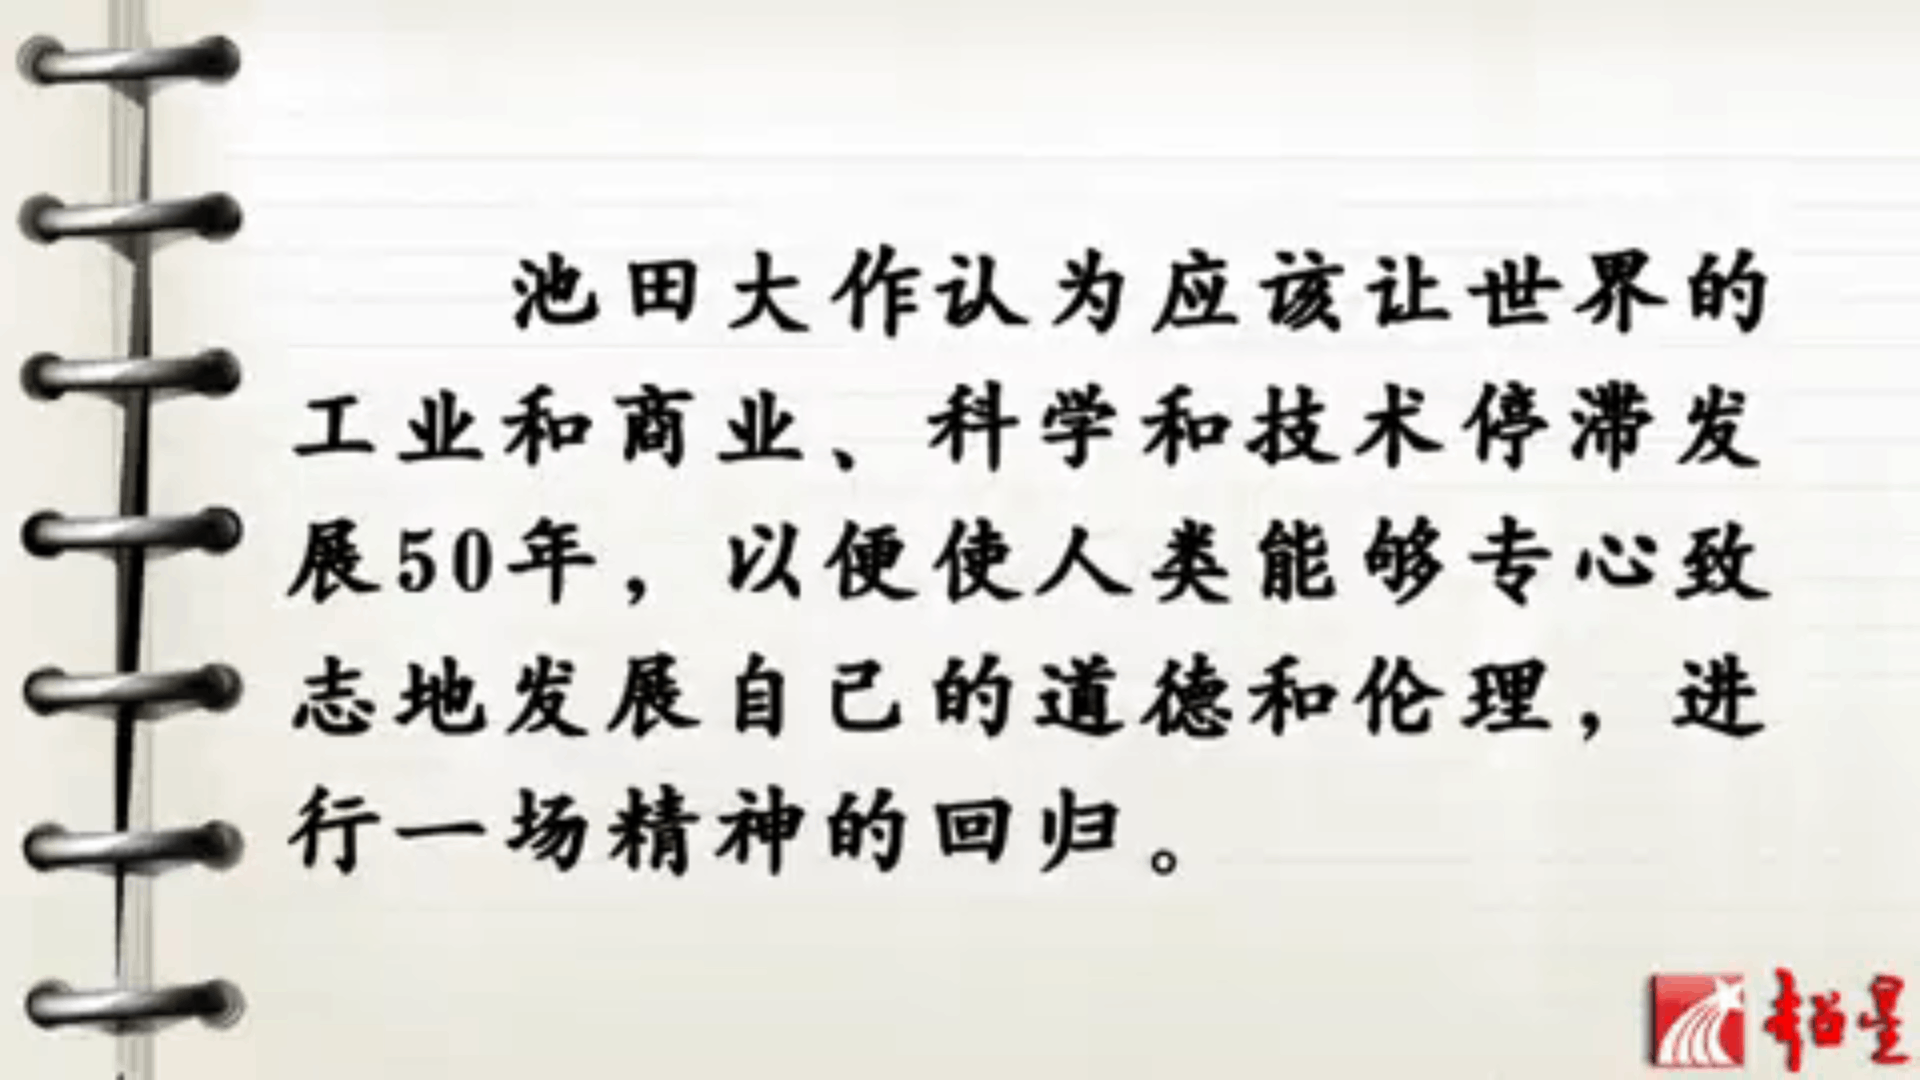 池田大作认为应该让世界的
工业和商业、科学和技术停滞发
展50年，以便使人类能够专心致
志地发展自己的道德和伦理，进
行一场精神的回归。
超星